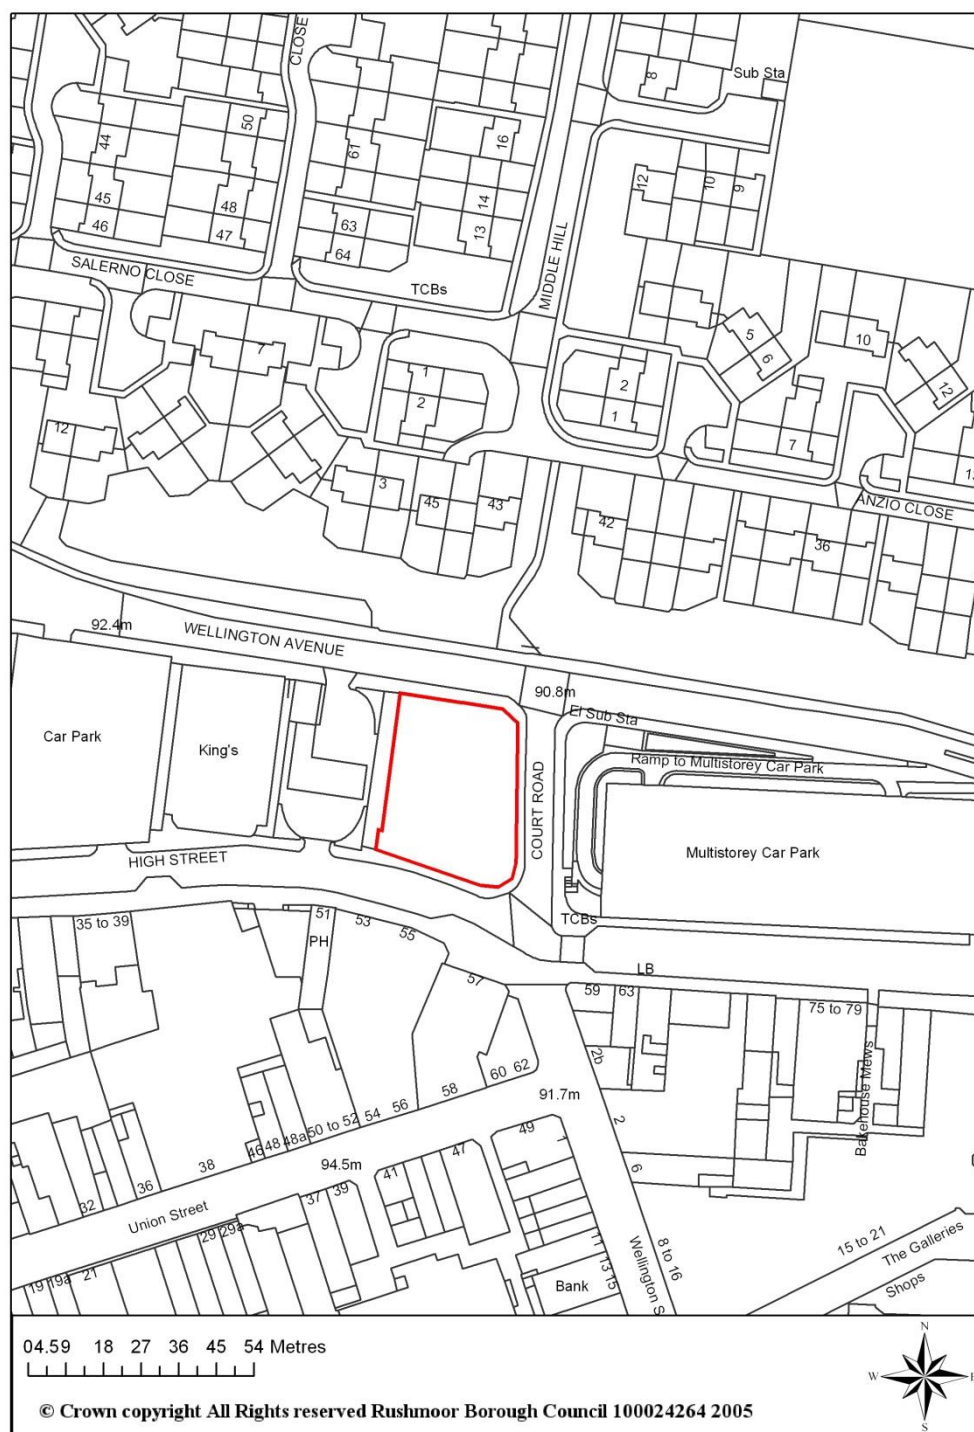 CLOSE
8
Sub Sta
50
44
16
61
12
10
9
45
48
14
63
46
47
13
64
MIDDLE HILL
SALERNO CLOSE
TCBs
5
10
7
6
1
2
12
2
1
12
7
3
45
43
42
36
ANZIO CLOSE
92.4m
WELLINGTON AVENUE
90.8m
El Sub Sta
Car Park
King's
Ramp to Multistorey Car Park
COURT ROAD
Multistorey Car Park
HIGH STREET
TCBs
35 to 39
51
53
55
PH
LB
57
59
63
75 to 79
2b
Bakehouse Mews
60
62
58
56
54
50 to 52
48a
48
46
91.7m
2
38
49
1
47
94.5m
41
6
36
32
39
37
Union Street
29
29a
11
13
15
Wellington S
8 to 16
15 to 21
The Galleries
Shops
19
19a
21
Bank
04.59 18 27 36 45 54 Metres
N
W
E
S
© Crown copyright All Rights reserved Rushmoor Borough Council 100024264 2005